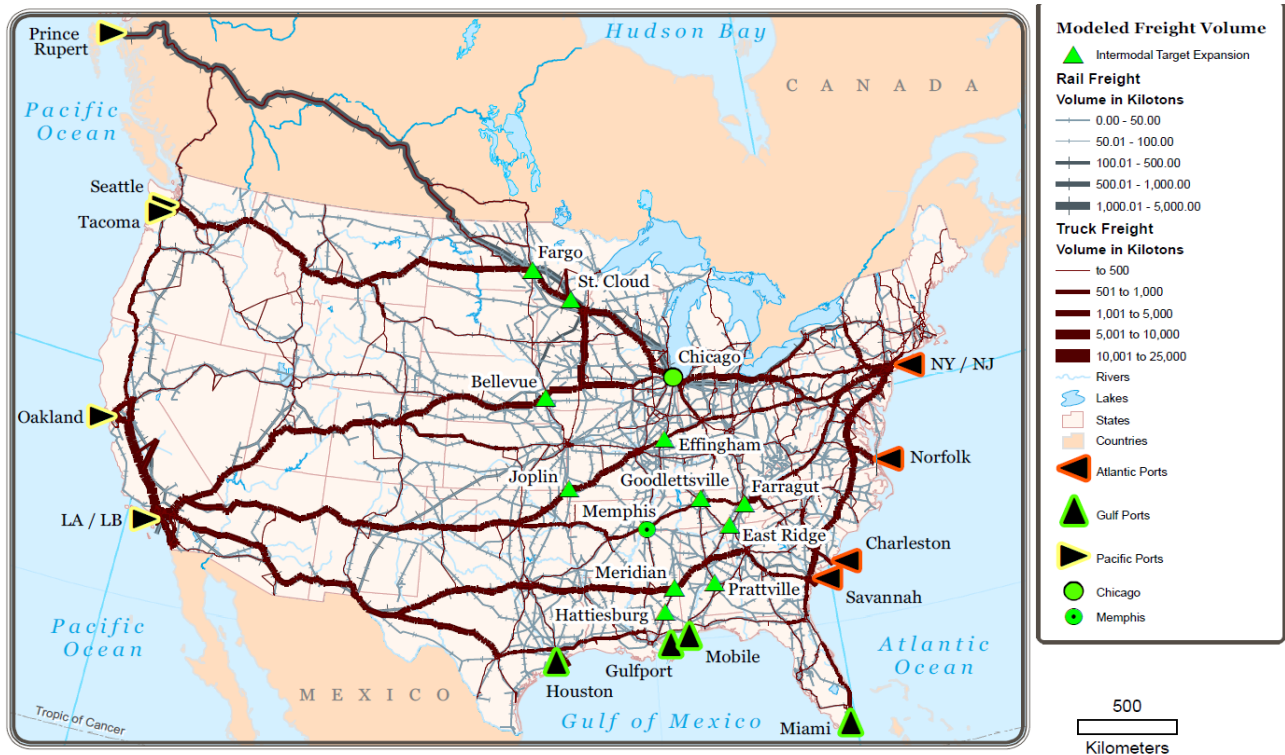 Prince
Rupert
Hudson Bay
CANADA
Pacific
Ocean
Seattle
Tacoma
Fargo
St. Cloud
Chicago
NY / NJ
Bellevue
Oakland
Effingham
Norfolk
Joplin
Goodlettsville
Farragut
Memphis
LA / LB
East Ridge
Charleston
Meridian
Prattville
Savannah
Hattiesburg
Pacific
Ocean
Atlantic
Ocean
Mobile
Gulfport
MEXICO
Houston
Gulf of Mexico
Miami
Tropic of Cancer
Modeled Freight Volume
Intermodal Target Expansion
Rail Freight
Volume in Kilotons
0.00 - 50.00
50.01 - 100.00
100.01 - 500.00
500.01 - 1,000.00
1,000.01 - 5,000.00
Truck Freight
Volume in Kilotons
to 500
501 to 1,000
1,001 to 5,000
5,001 to 10,000
10,001 to 25,000
Rivers
Lakes
States
Countries
Atlantic Ports
Gulf Ports
Pacific Ports
Chicago
Memphis
500
Kilometers